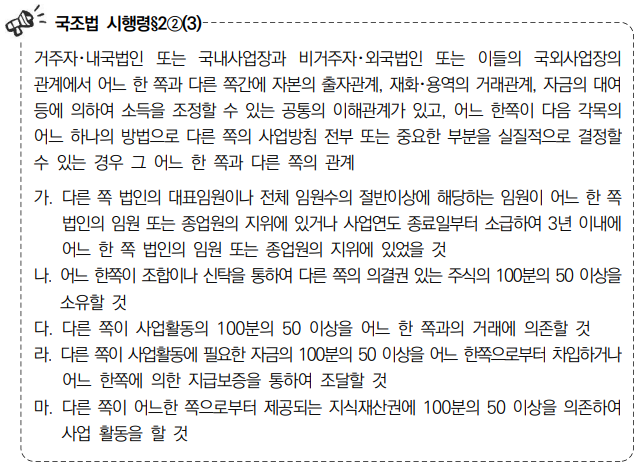 국조법 시행령§2②(3)
거주자·내국법인 또는 국내사업장과 비거주자·외국법인 또는 이들의 국외사업장의
관계에서 어느 한 쪽과 다른 쪽간에 자본의 출자관계, 재화·용역의 거래관계, 자금의 대여
등에 의하여 소득을 조정할 수 있는 공통의 이해관계가 있고, 어느 한쪽이 다음 각목의
어느 하나의 방법으로 다른 쪽의 사업방침 전부 또는 중요한 부분을 실질적으로 결정할
수 있는 경우 그 어느 한 쪽과 다른 쪽의 관계
가. 다른 쪽 법인의 대표임원이나 전체 임원수의 절반이상에 해당하는 임원이 어느 한 쪽
법인의 임원 또는 종업원의 지위에 있거나 사업연도 종료일부터 소급하여 3년 이내에
어느 한 쪽 법인의 임원 또는 종업원의 지위에 있었을 것
나. 어느 한쪽이 조합이나 신탁을 통하여 다른 쪽의 의결권 있는 주식의 100분의 50 이상을
소유할 것
다. 다른 쪽이 사업활동의 100분의 50 이상을 어느 한 쪽과의 거래에 의존할 것
라. 다른 쪽이 사업활동에 필요한 자금의 100분의 50 이상을 어느 한쪽으로부터 차입하거나
어느 한쪽에 의한 지급보증을 통하여 조달할 것
마. 다른 쪽이 어느한 쪽으로부터 제공되는 지식재산권에 100분의 50 이상을 의존하여
사업 활동을 할 것